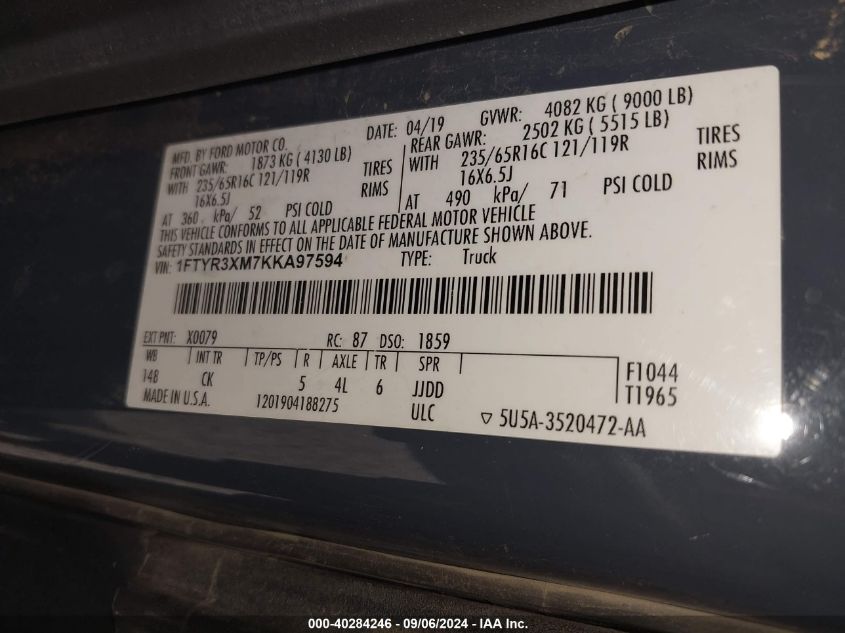 MFD. BY FORD MOTOR CO. DATE: 04/19 GVWR: 4082 KG ( 9000 LB)
FRONT GAWR: 1873 KG ( 4130 LB) REAR GAWR: 2502 KG ( 5515 LB)
WITH 235/65R16C 121/119R TIRES WITH 235/65R16C 121/119R TIRES
16X6.5J RIMS 16X6.5J RIMS
AT 360 kPa/ 52 PSI COLD AT 490 kPa/ 71 PSI COLD
THIS VEHICLE CONFORMS TO ALL APPLICABLE FEDERAL MOTOR VEHICLE
SAFETY STANDARDS IN EFFECT ON THE DATE OF MANUFACTURE SHOWN ABOVE.
VIN: 1FTYR3XM7KKA97594 TYPE: Truck
EXT PNT: X0079 RC: 87 DSO: 1859
WB INT TR TP/PS R AXLE TR SPR F1044
148 CK 5 4L 6 JJDD T1965
MADE IN U.S.A. 1201904188275 ULC ▽ 5U5A-3520472-AA
000-40284246 - 09/06/2024 - IAA Inc.